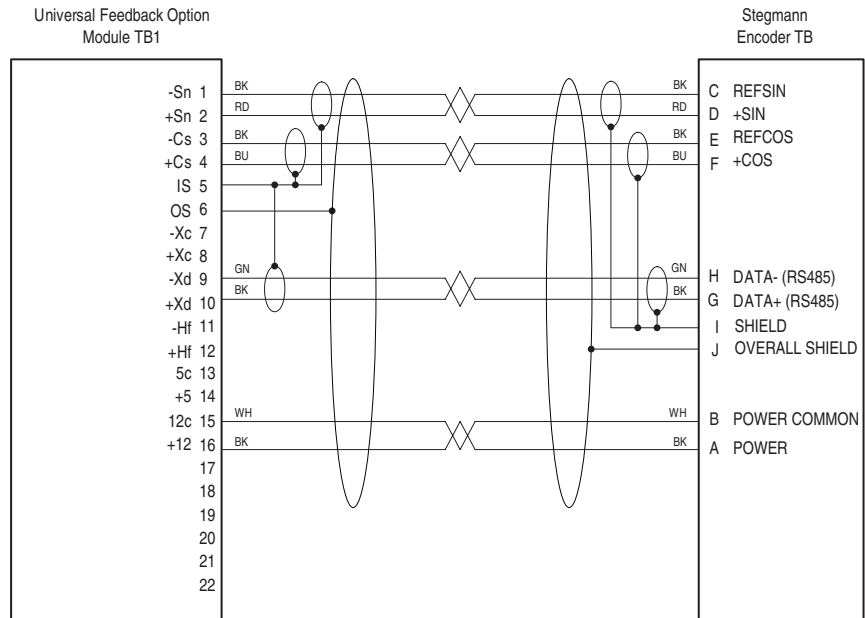 Universal Feedback Option
Module TB1
Stegmann
Encoder TB
-Sn 1 BK BK C REFSIN
+Sn 2 RD RD D +SIN
-Cs 3 BK BK E REFCOS
+Cs 4 BU BU F +COS
IS 5
OS 6
-Xc 7
+Xc 8
-Xd 9 GN GN H DATA- (RS485)
+Xd 10 BK BK G DATA+ (RS485)
-Hf 11 I SHIELD
+Hf 12 J OVERALL SHIELD
5c 13
+5 14
12c 15 WH WH B POWER COMMON
+12 16 BK BK A POWER
17
18
19
20
21
22